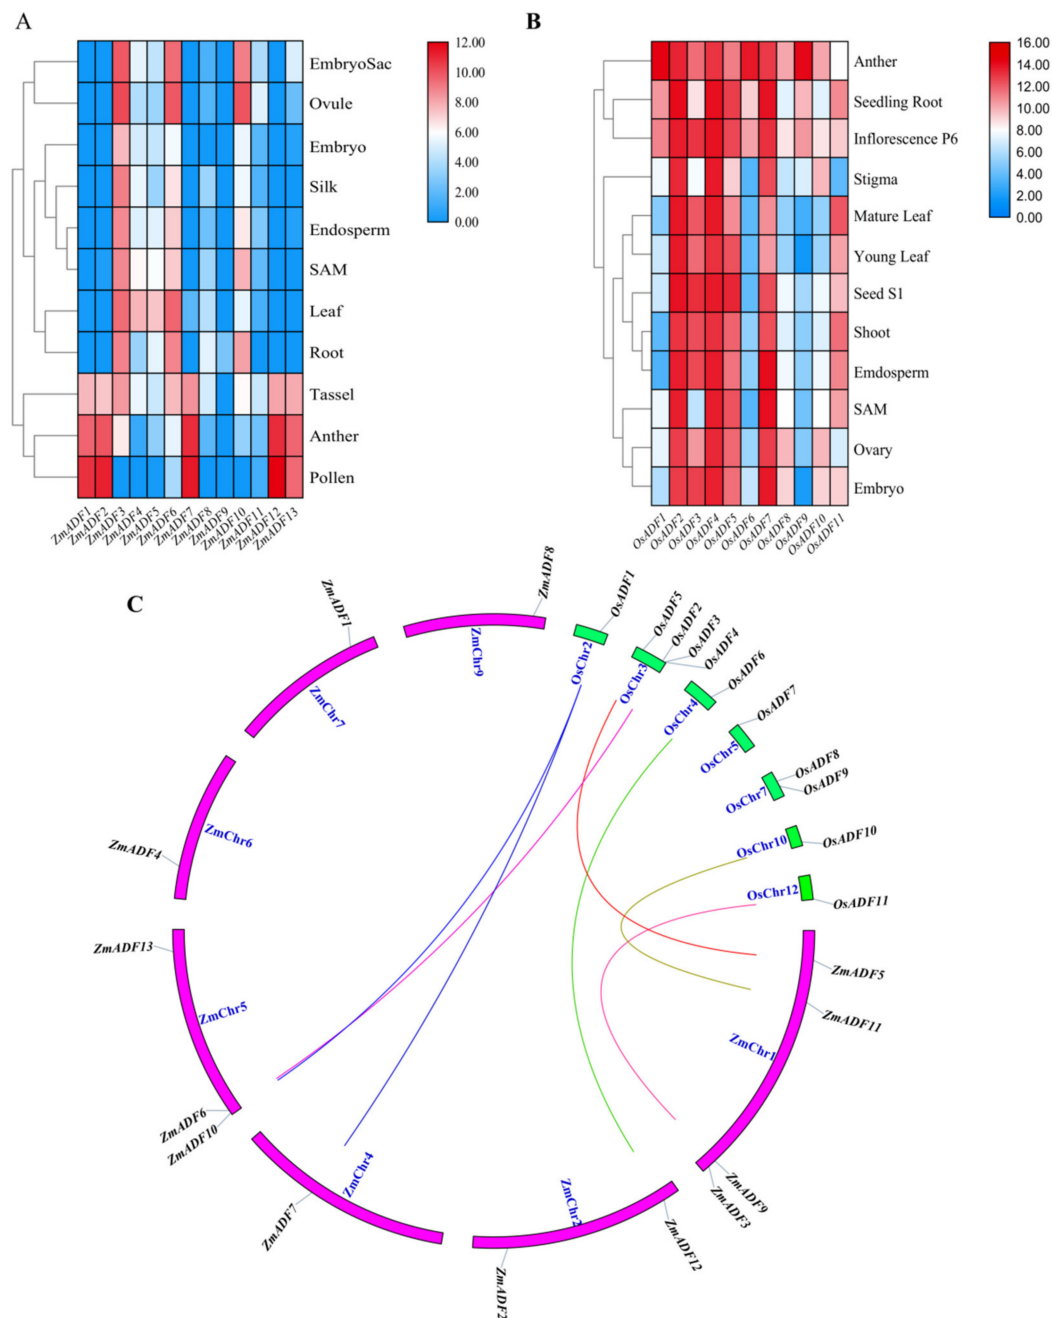 A
12.00
10.00
8.00
6.00
4.00
2.00
0.00
EmbryoSac
Ovule
Embryo
Silk
Endosperm
SAM
Leaf
Root
Tassel
Anther
Pollen
ZmADF1
ZmADF2
ZmADF3
ZmADF4
ZmADF5
ZmADF6
ZmADF7
ZmADF8
ZmADF9
ZmADF10
ZmADF11
ZmADF12
ZmADF13
B
16.00
14.00
12.00
10.00
8.00
6.00
4.00
2.00
0.00
Anther
Seedling Root
Inflorescence P6
Stigma
Mature Leaf
Young Leaf
Seed S1
Shoot
Emdosperm
SAM
Ovary
Embryo
OsADF1
OsADF2
OsADF3
OsADF4
OsADF5
OsADF6
OsADF7
OsADF8
OsADF9
OsADF10
OsADF11
C
ZmADF8
ZmChr9
OsADF1
OsChr2
OsADF5
OsADF2
OsADF3
OsADF4
OsChr3
OsADF6
OsChr4
OsADF7
OsChr5
OsADF8
OsADF9
OsChr7
OsADF10
OsChr10
OsADF11
OsChr12
ZmADF5
ZmADF11
ZmChr1
ZmADF9
ZmADF3
ZmADF12
ZmChr2
ZmADF2
ZmChr4
ZmADF7
ZmADF10
ZmADF6
ZmChr5
ZmADF13
ZmADF4
ZmChr6
ZmChr7
ZmADF1